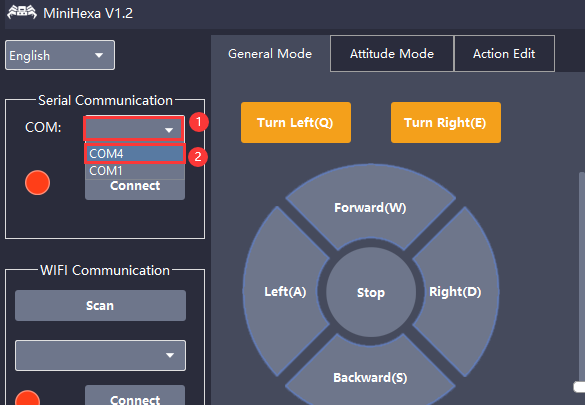 MiniHexa V1.2
English
General Mode
Attitude Mode
Action Edit
Serial Communication
COM:
1
COM4
2
COM1
Connect
Turn Left(Q)
Turn Right(E)
Forward(W)
Left(A)
Stop
Right(D)
Backward(S)
WIFI Communication
Scan
Connect